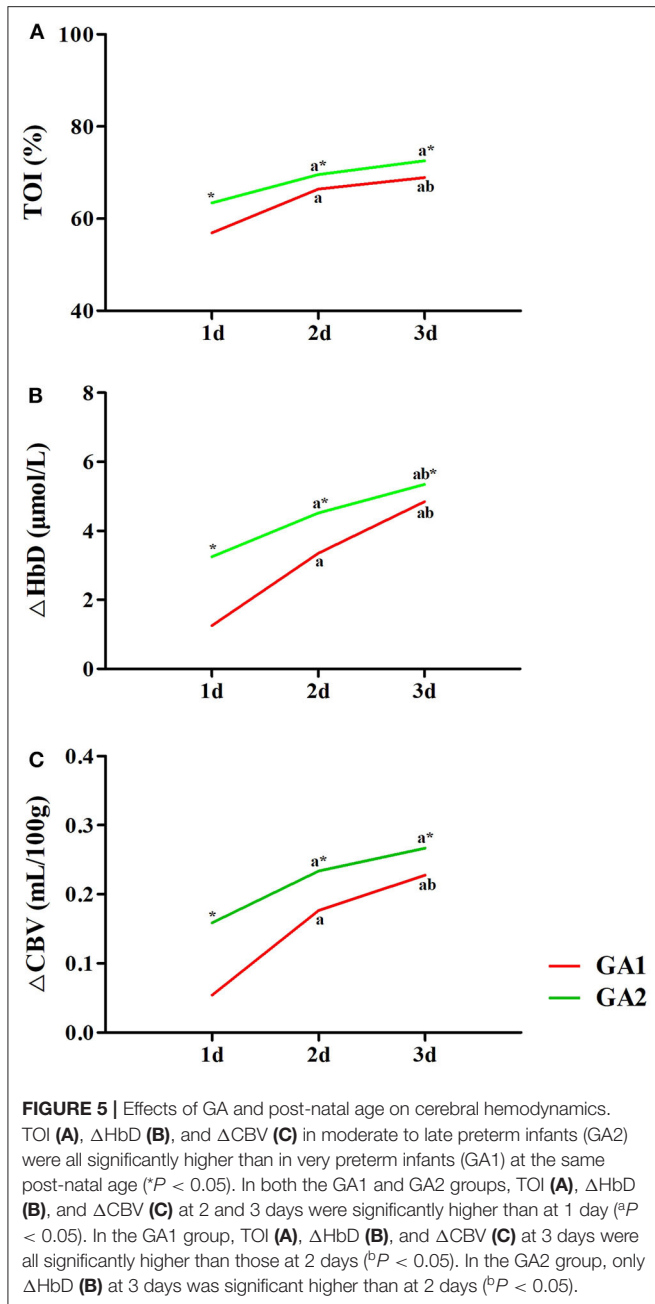 A
100
80
60
40
TOI (%)
*
a*
a*
a
ab
1d 2d 3d
B
8
6
4
2
0
△HbD (μmol/L)
*
a*
ab*
a
ab
1d 2d 3d
C
0.4
0.3
0.2
0.1
0.0
△CBV (mL/100g)
*
a*
a*
a
ab
1d 2d 3d
GA1
GA2
FIGURE 5 | Effects of GA and post-natal age on cerebral hemodynamics.
TOI (A), ΔHbD (B), and ΔCBV (C) in moderate to late preterm infants (GA2)
were all significantly higher than in very preterm infants (GA1) at the same
post-natal age (*P < 0.05). In both the GA1 and GA2 groups, TOI (A), ΔHbD
(B), and ΔCBV (C) at 2 and 3 days were significantly higher than at 1 day (aP
< 0.05). In the GA1 group, TOI (A), ΔHbD (B), and ΔCBV (C) at 3 days were
all significantly higher than those at 2 days (bP < 0.05). In the GA2 group, only
ΔHbD (B) at 3 days was significant higher than at 2 days (bP < 0.05).